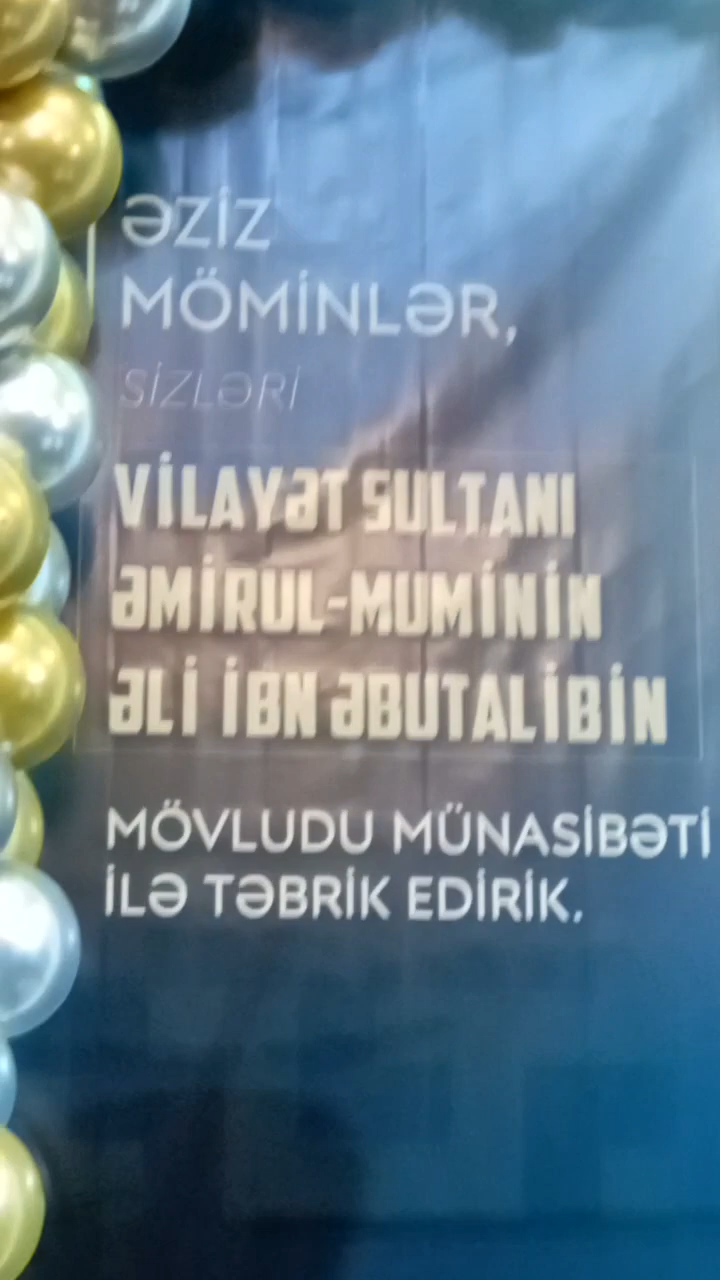 ƏZİZ
MÖMİNLƏR,
SİZLƏRİ
VİLAYƏT SULTANI
ƏMİRUL-MUMİNİN
ƏLİ İBN ƏBUTALİBİN
MÖVLUDU MÜNASİBƏTİ
İLƏ TƏBRİK EDİRİK.